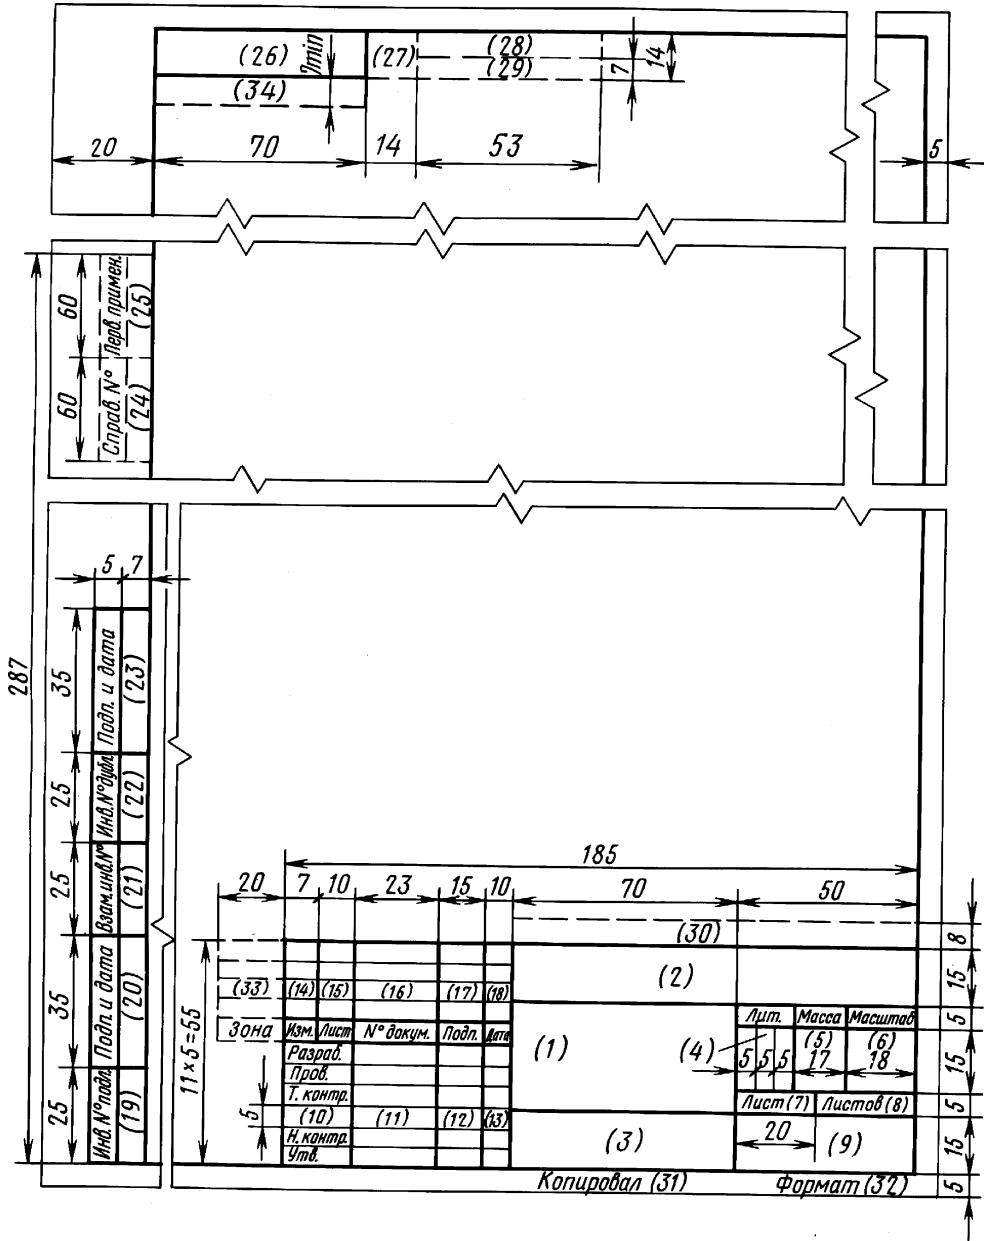 (26)
7min
(27)
(28)
(29)
7
14
(34)
20
70
14
53
5
60
Перв. примен.
(25)
60
Справ. N°
(24)
287
5
7
35
Подп. и дата
(23)
25
Инв. N° дубл.
(22)
25
Взам. инв. N°
(21)
35
Подп. и дата
(20)
25
Инв. N° подл.
(19)
185
20
7
10
23
15
10
70
50
(30)
8
(2)
15
(33)
(14)
(15)
(16)
(17)
(18)
Зона
Изм.
Лист
N° докум.
Подп.
Дата
11×5=55
Разраб.
Пров.
Т. контр.
(10)
(11)
(12)
(13)
5
Н. контр.
Утв.
(1)
(3)
Лит.
Масса
Масштаб
5
(4)
(5)
(6)
5
5
5
17
18
15
Лист (7)
Листов (8)
5
20
(9)
15
Копировал (31)
Формат (32)
5